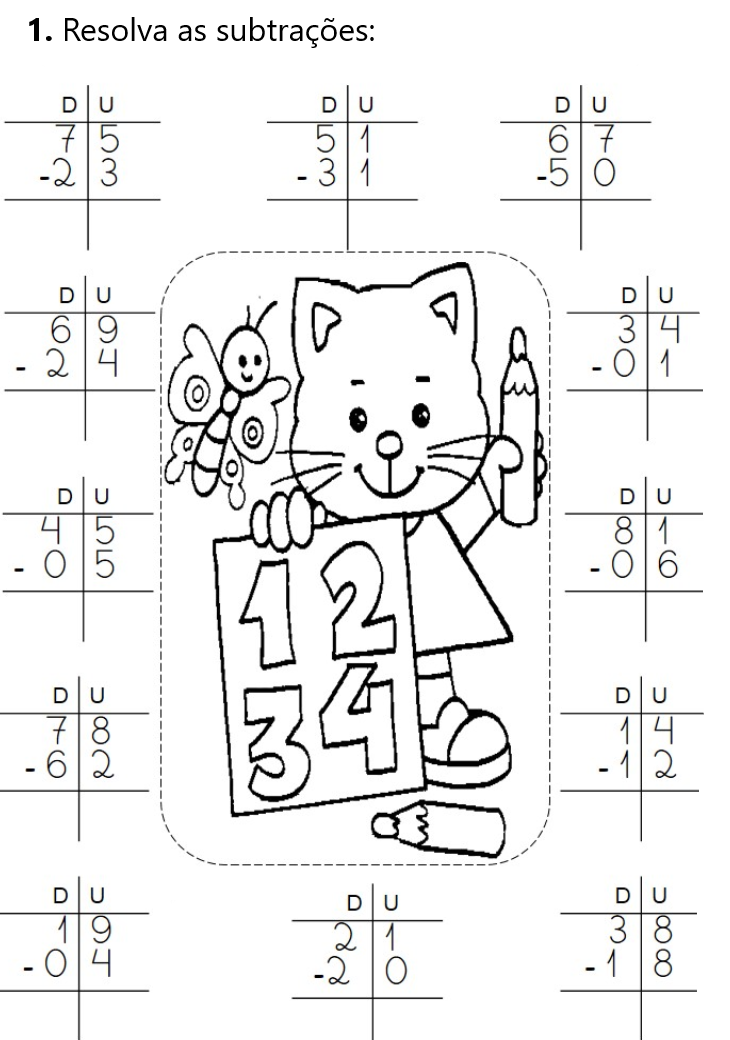 1. Resolva as subtrações:
D U D U D U
7 5 5 1 6 7
-2 3 - 3 1 -5 0
D U D U
6 9 3 4
- 2 4 - 0 1
D U D U
4 5 8 1
- 0 5 - 0 6
1 2
3 4
D U D U
7 8 1 4
- 6 2 - 1 2
D U D U D U
1 9 2 1 3 8
- 0 4 -2 0 - 1 8